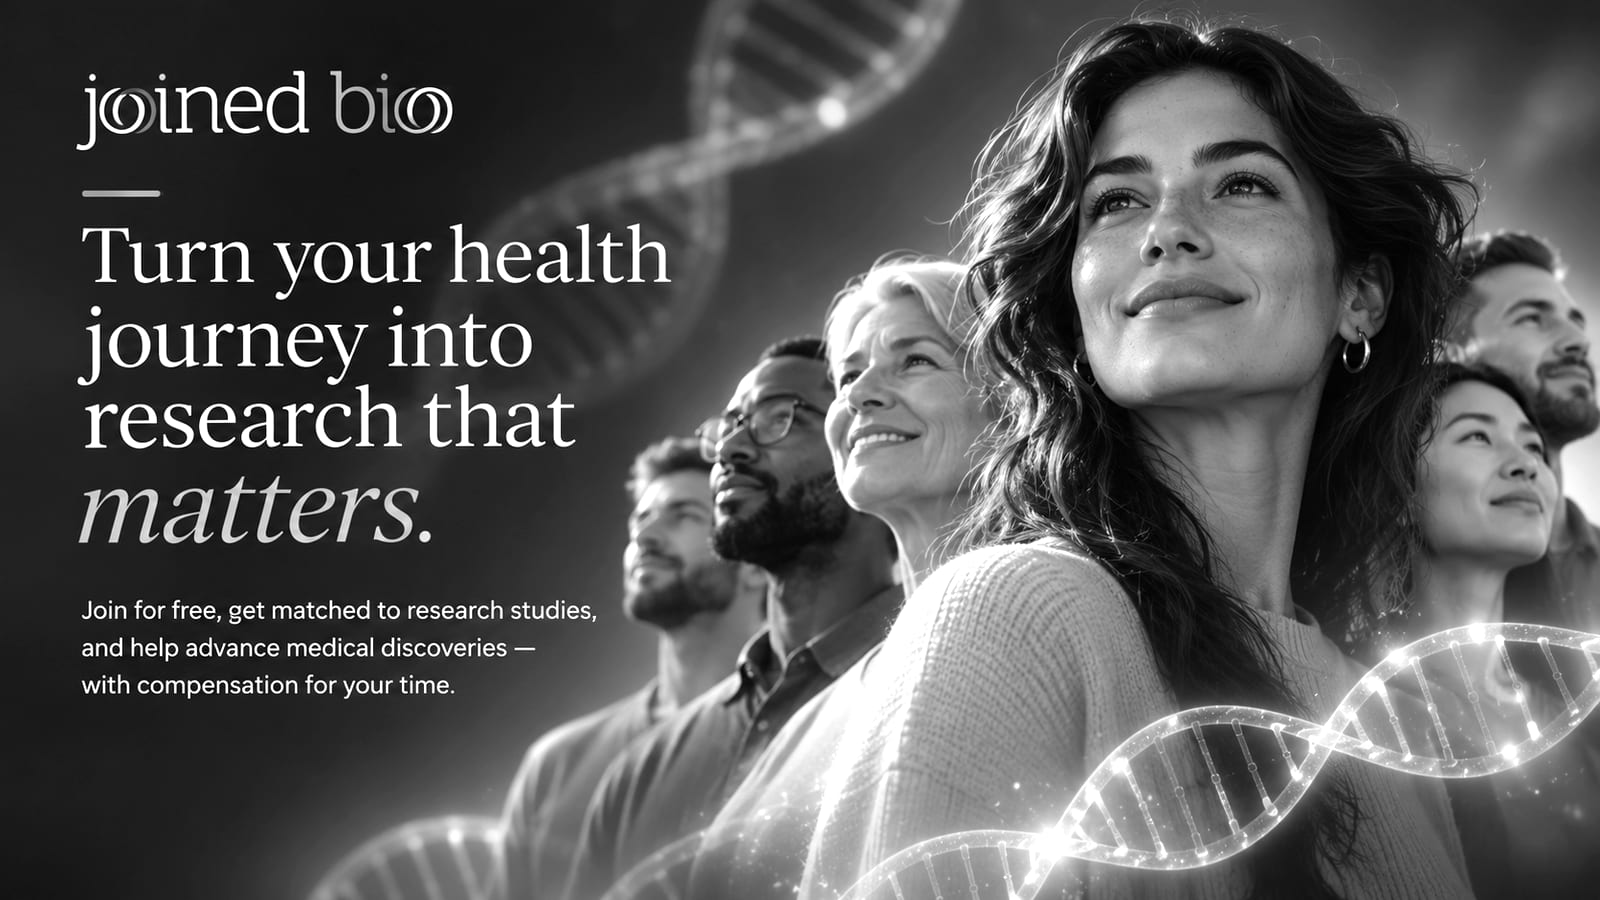 joined bio
Turn your health
journey into
research that
matters.
Join for free, get matched to research studies,
and help advance medical discoveries —
with compensation for your time.